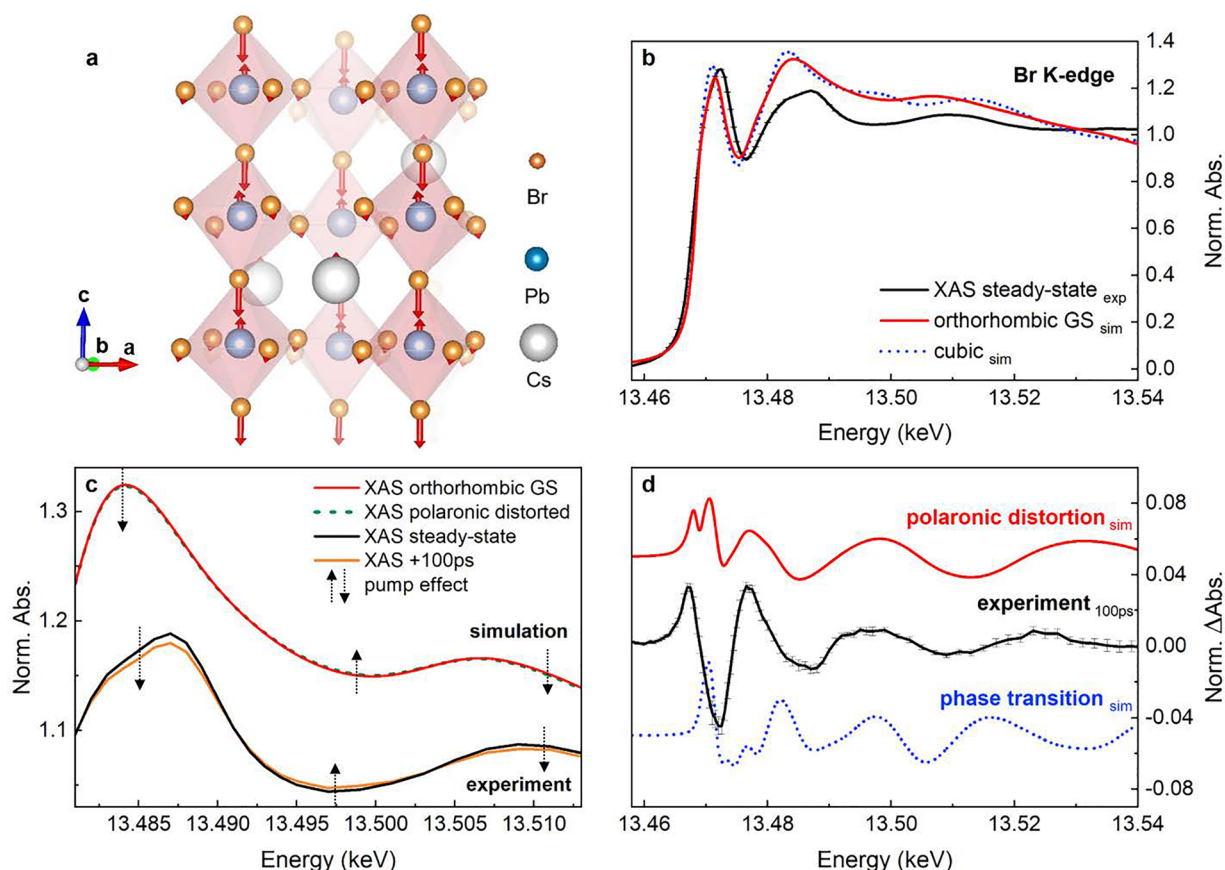 a
Br
Pb
Cs
c
b
a
b
Br K-edge
XAS steady-state exp
orthorhombic GS sim
cubic sim
1.4
1.2
1.0
0.8
0.6
0.4
0.2
0.0
Norm. Abs.
13.46
13.48
13.50
13.52
13.54
Energy (keV)
c
XAS orthorhombic GS
XAS polaronic distorted
XAS steady-state
XAS +100ps
pump effect
simulation
experiment
1.3
1.2
1.1
Norm. Abs.
13.485
13.490
13.495
13.500
13.505
13.510
Energy (keV)
d
polaronic distortion sim
experiment 100ps
phase transition sim
0.08
0.04
0.00
-0.04
-0.08
Norm. ΔAbs.
13.46
13.48
13.50
13.52
13.54
Energy (keV)